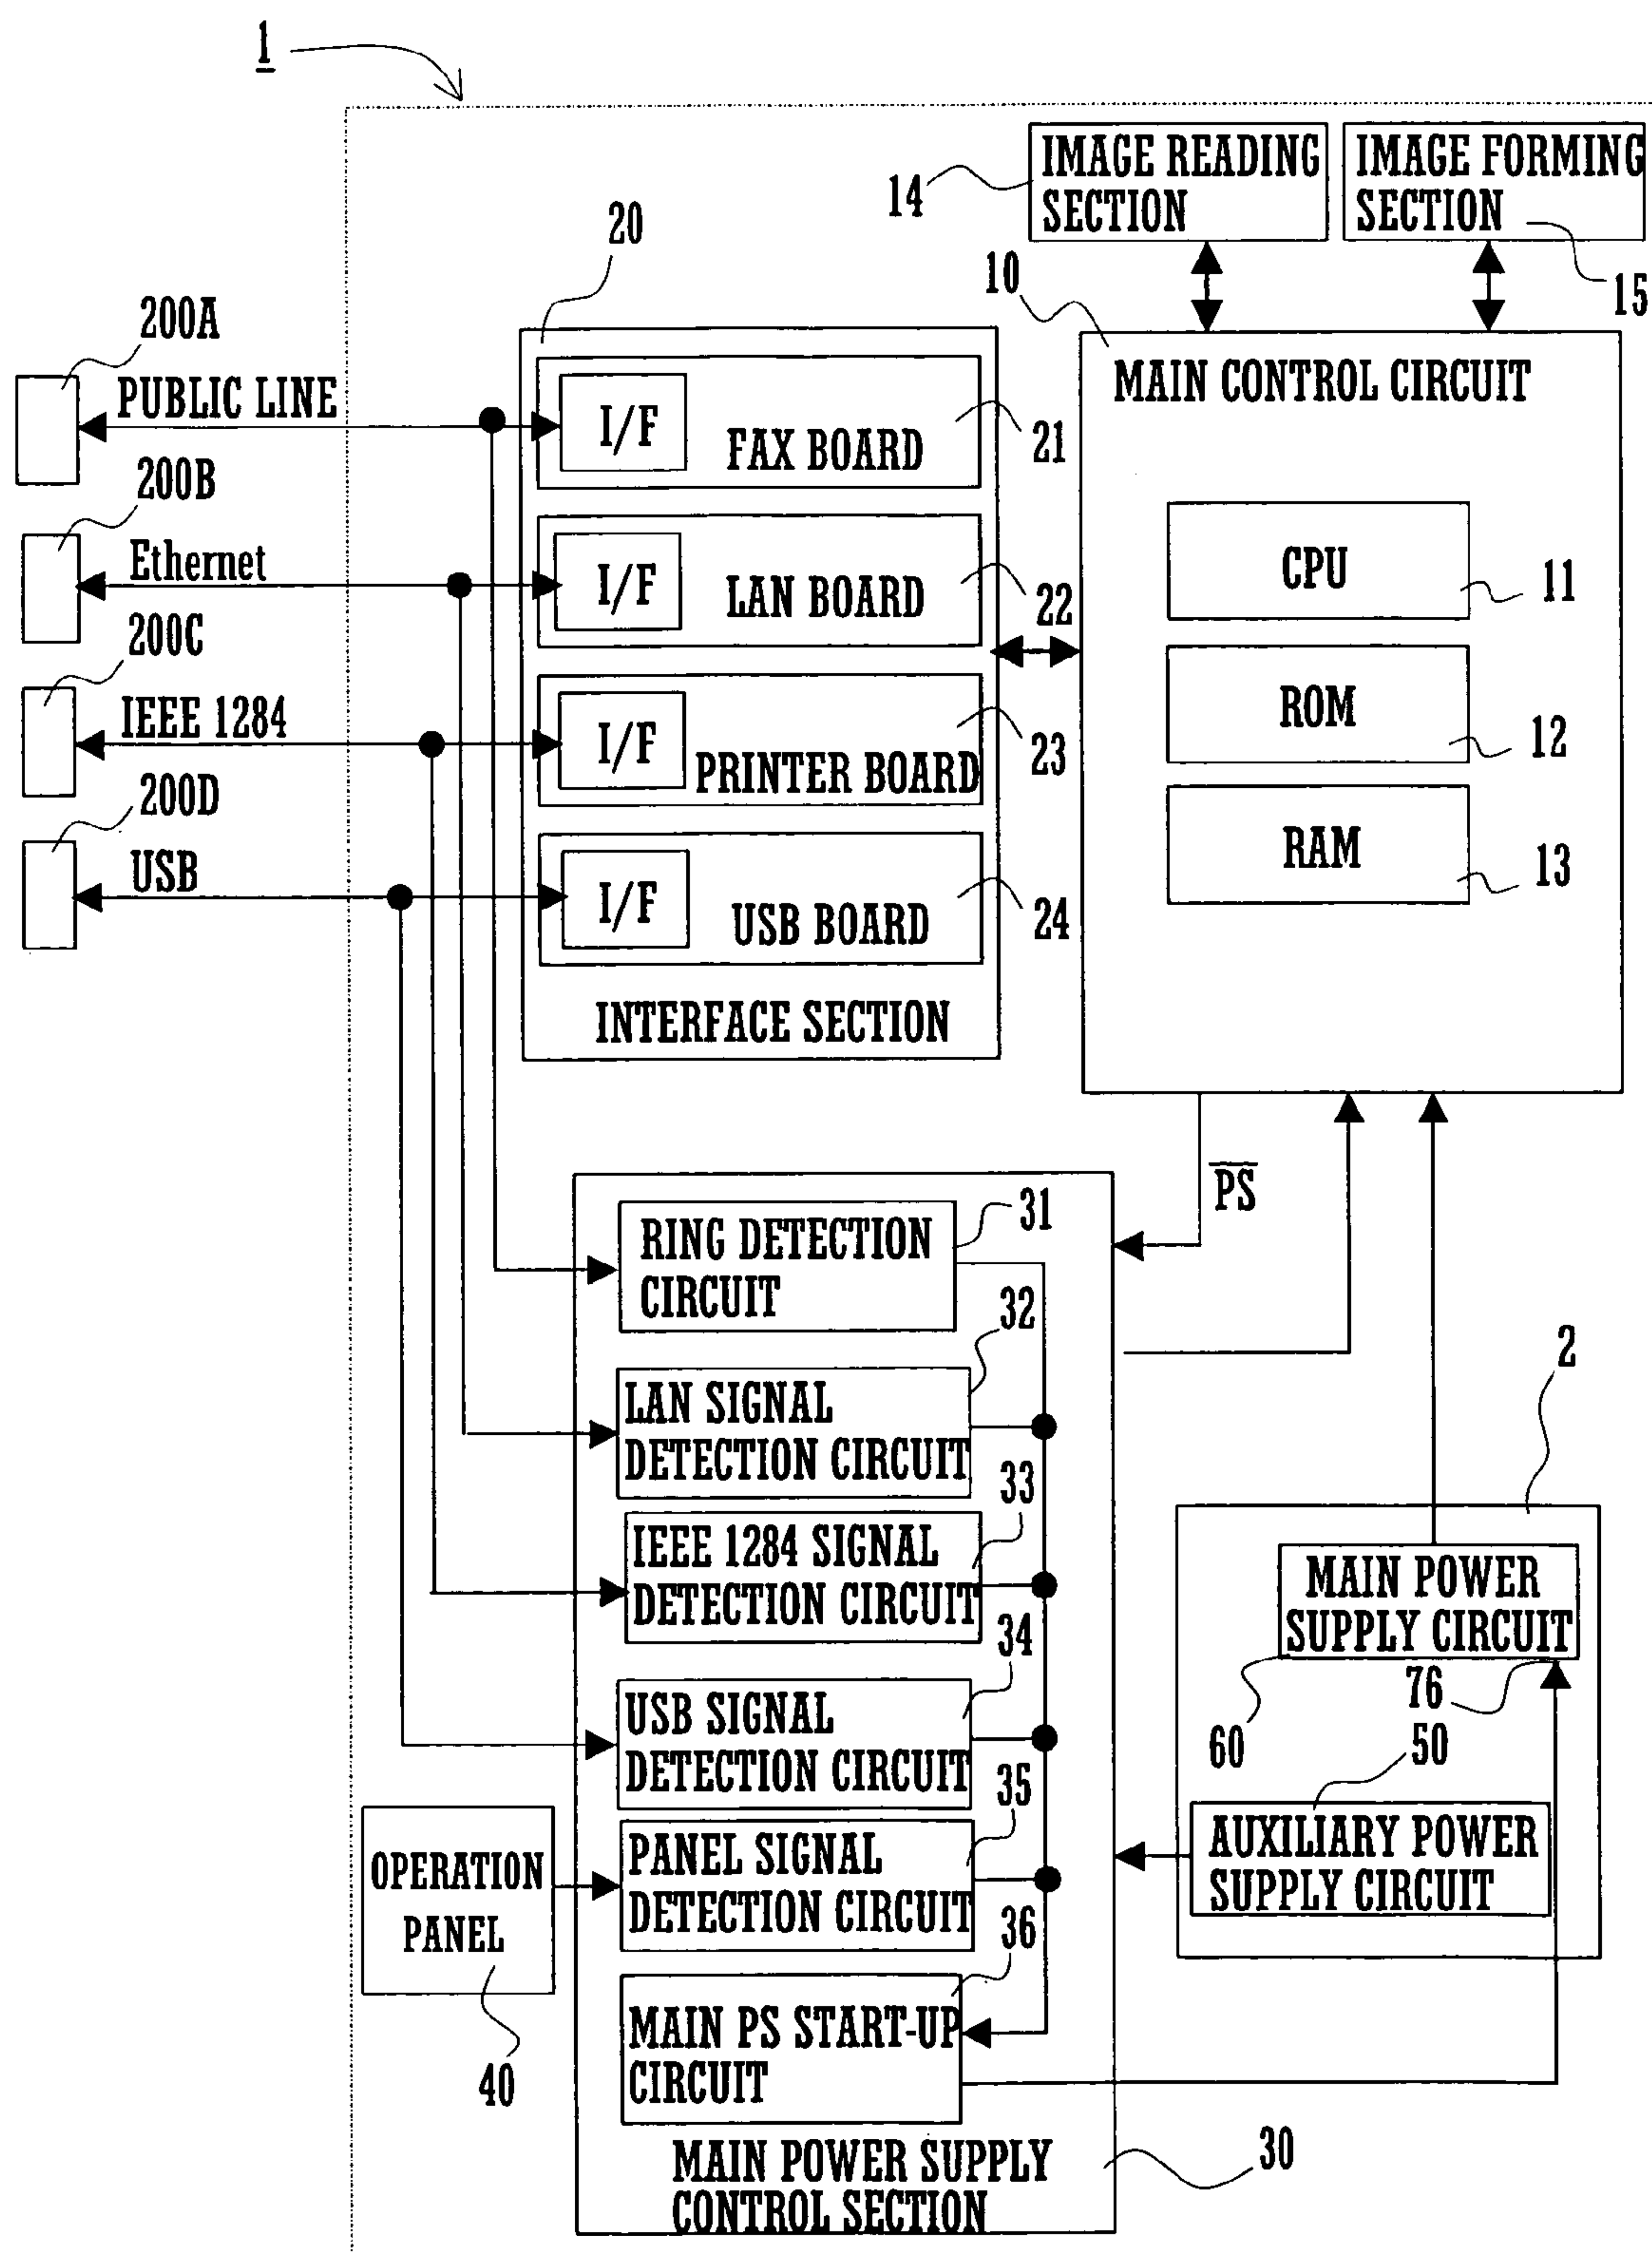 1
IMAGE READING
SECTION
14
IMAGE FORMING
SECTION
15
20
10
200A
PUBLIC LINE
I/F
FAX BOARD
21
MAIN CONTROL CIRCUIT
200B
Ethernet
I/F
LAN BOARD
22
CPU
11
200C
IEEE 1284
I/F
PRINTER BOARD
23
ROM
12
200D
USB
I/F
USB BOARD
24
RAM
13
INTERFACE SECTION
P̅S̅
RING DETECTION
CIRCUIT
31
LAN SIGNAL
DETECTION CIRCUIT
32
2
IEEE 1284 SIGNAL
DETECTION CIRCUIT
33
MAIN POWER
SUPPLY CIRCUIT
60
76
USB SIGNAL
DETECTION CIRCUIT
34
50
AUXILIARY POWER
SUPPLY CIRCUIT
OPERATION
PANEL
40
PANEL SIGNAL
DETECTION CIRCUIT
35
MAIN PS START-UP
CIRCUIT
36
MAIN POWER SUPPLY
CONTROL SECTION
30